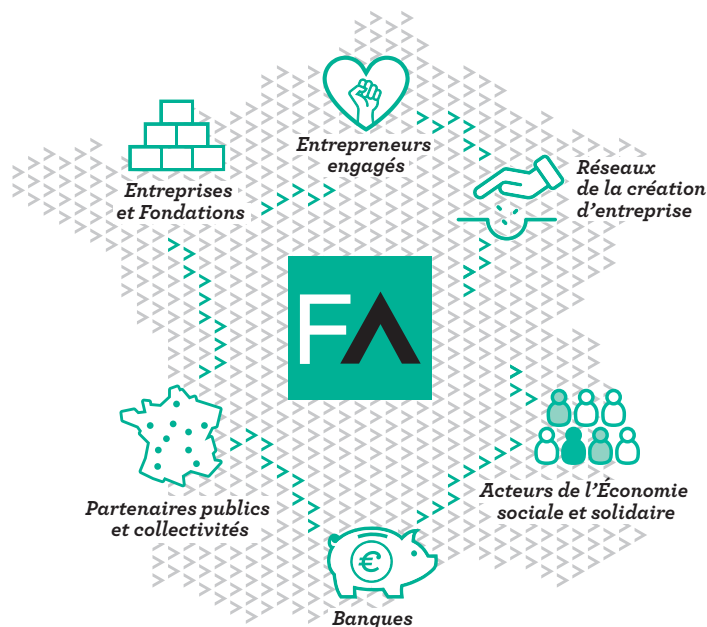 Entrepreneurs
engagés
Réseaux
de la création
d'entreprise
Entreprises
et Fondations
FA
Acteurs de l'Économie
sociale et solidaire
Partenaires publics
et collectivités
€
Banques